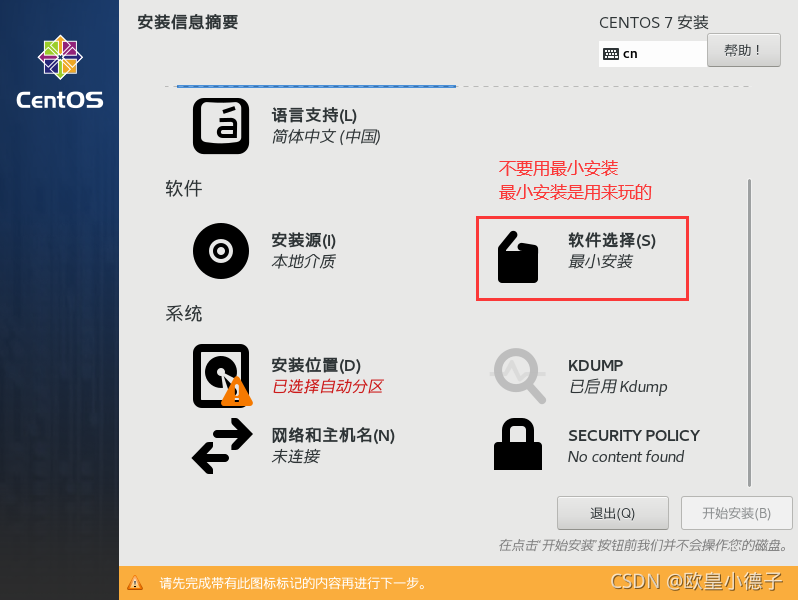 安装信息摘要
CENTOS 7 安装
cn
帮助！
CentOS
语言支持(L)
简体中文 (中国)
不要用最小安装
最小安装是用来玩的
软件
安装源(I)
本地介质
软件选择(S)
最小安装
系统
安装位置(D)
已选择自动分区
KDUMP
已启用 Kdump
网络和主机名(N)
未连接
SECURITY POLICY
No content found
退出(Q)
开始安装(B)
在点击“开始安装”按钮前我们并不会操作您的磁盘。
请先完成带有此图标标记的内容再进行下一步。
CSDN @欧皇小德子